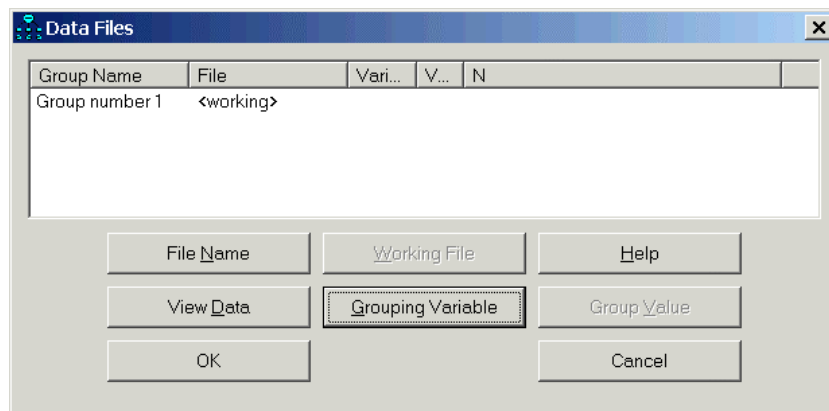 Data Files
Group Name File Vari... V... N
Group number 1 <working>
File Name Working File Help
View Data Grouping Variable Group Value
OK Cancel